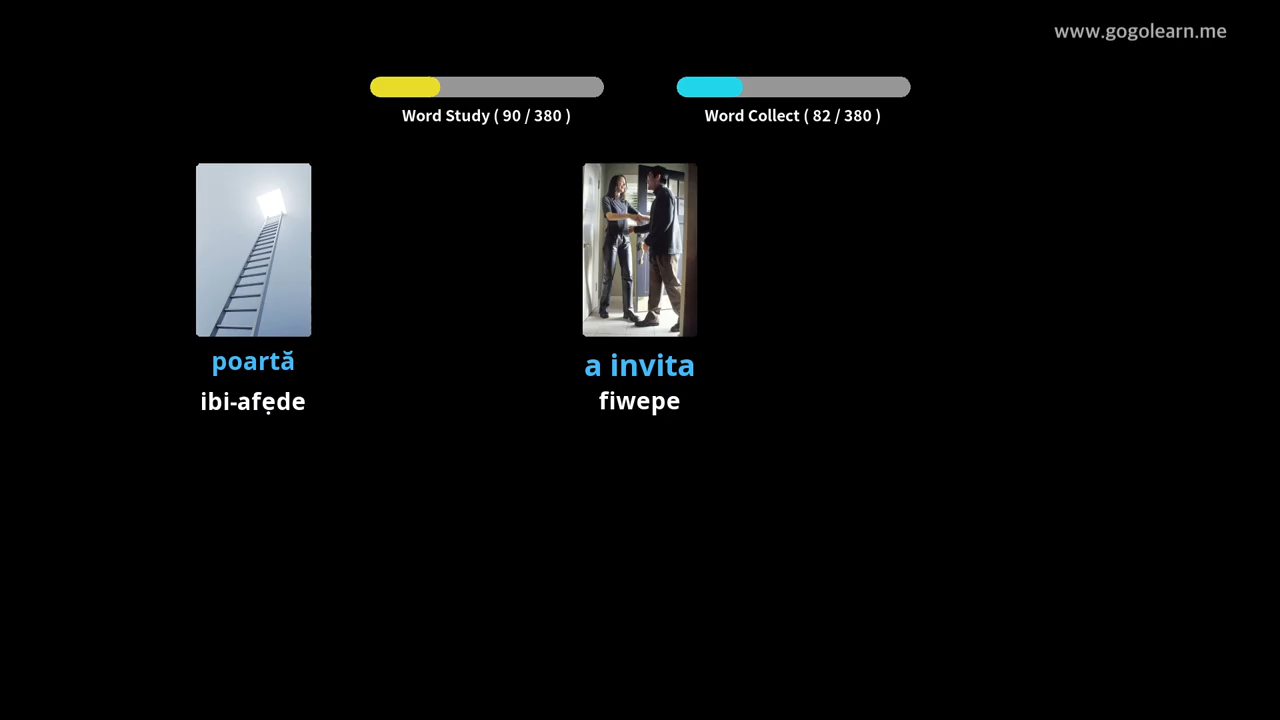 www.gogolearn.me
Word Study ( 90 / 380 )
Word Collect ( 82 / 380 )
poartă
ibi-afẹde
a invita
fiwepe